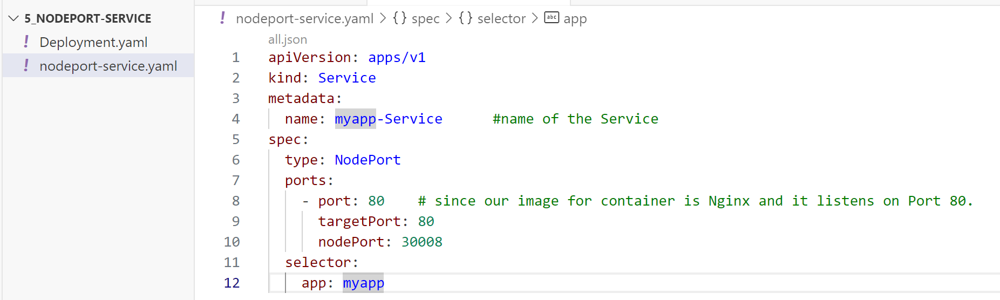 5_NODEPORT-SERVICE
! Deployment.yaml
! nodeport-service.yaml
! nodeport-service.yaml > {} spec > {} selector > abc app
all.json
1 apiVersion: apps/v1
2 kind: Service
3 metadata:
4   name: myapp-Service      #name of the Service
5 spec:
6   type: NodePort
7   ports:
8     - port: 80    # since our image for container is Nginx and it listens on Port 80.
9       targetPort: 80
10       nodePort: 30008
11   selector:
12     app: myapp